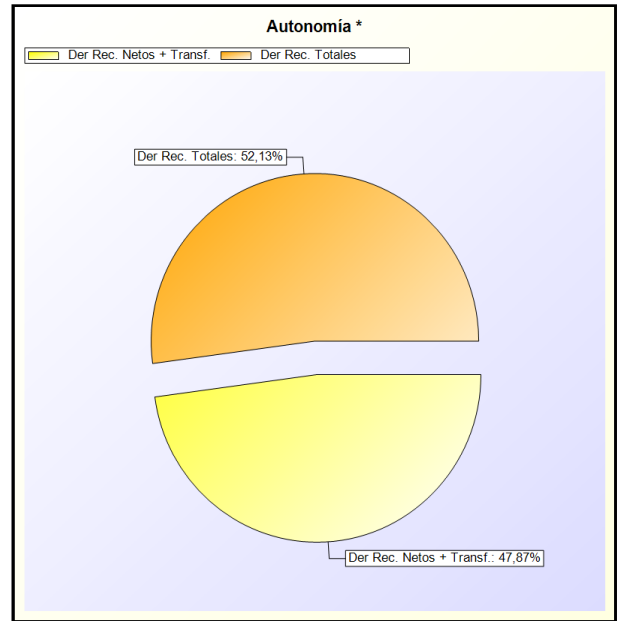 Autonomía *
Der Rec. Netos + Transf. Der Rec. Totales
Der Rec. Totales: 52,13%
Der Rec. Netos + Transf.: 47,87%